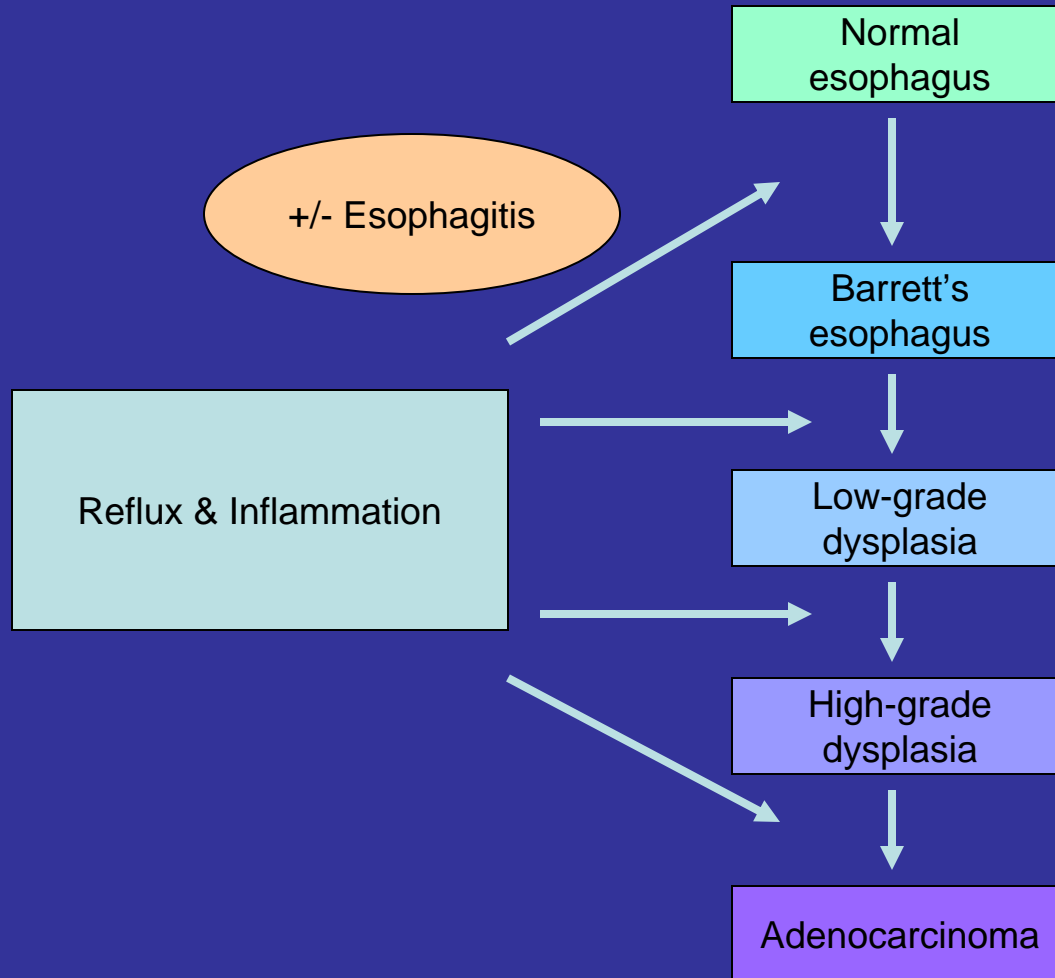 Normal
esophagus
+/- Esophagitis
Barrett's
esophagus
Reflux & Inflammation
Low-grade
dysplasia
High-grade
dysplasia
Adenocarcinoma